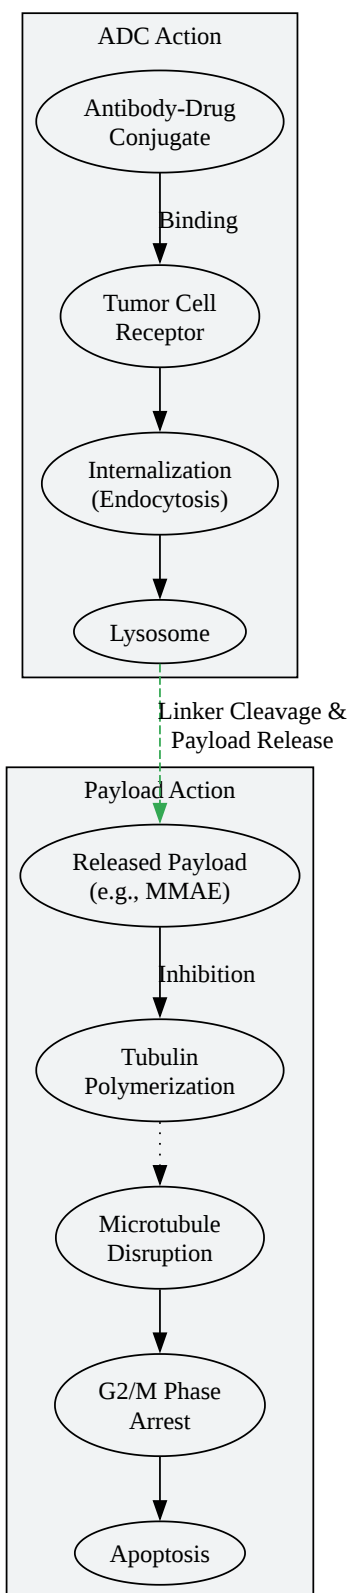 ADC Action
Antibody-Drug
Conjugate
Binding
Tumor Cell
Receptor
Internalization
(Endocytosis)
Lysosome
Linker Cleavage &
Payload Release
Payload Action
Released Payload
(e.g., MMAE)
Inhibition
Tubulin
Polymerization
Microtubule
Disruption
G2/M Phase
Arrest
Apoptosis